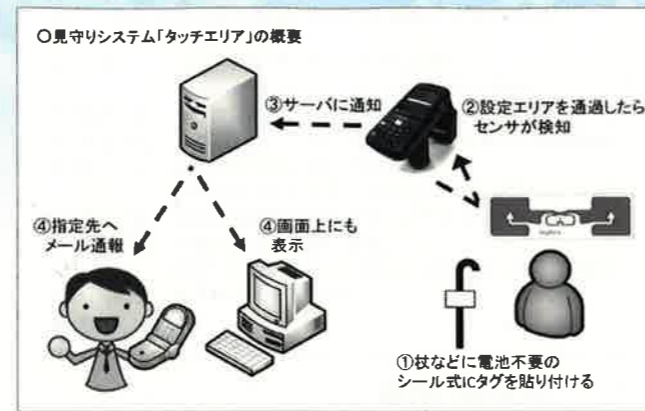 ○見守りシステム「タッチエリア」の概要
③サーバに通知
②設定エリアを通過したら
センサが検知
④指定先へ
メール通報
④画面上にも
表示
①杖などに電池不要の
シール式ICタグを貼り付ける